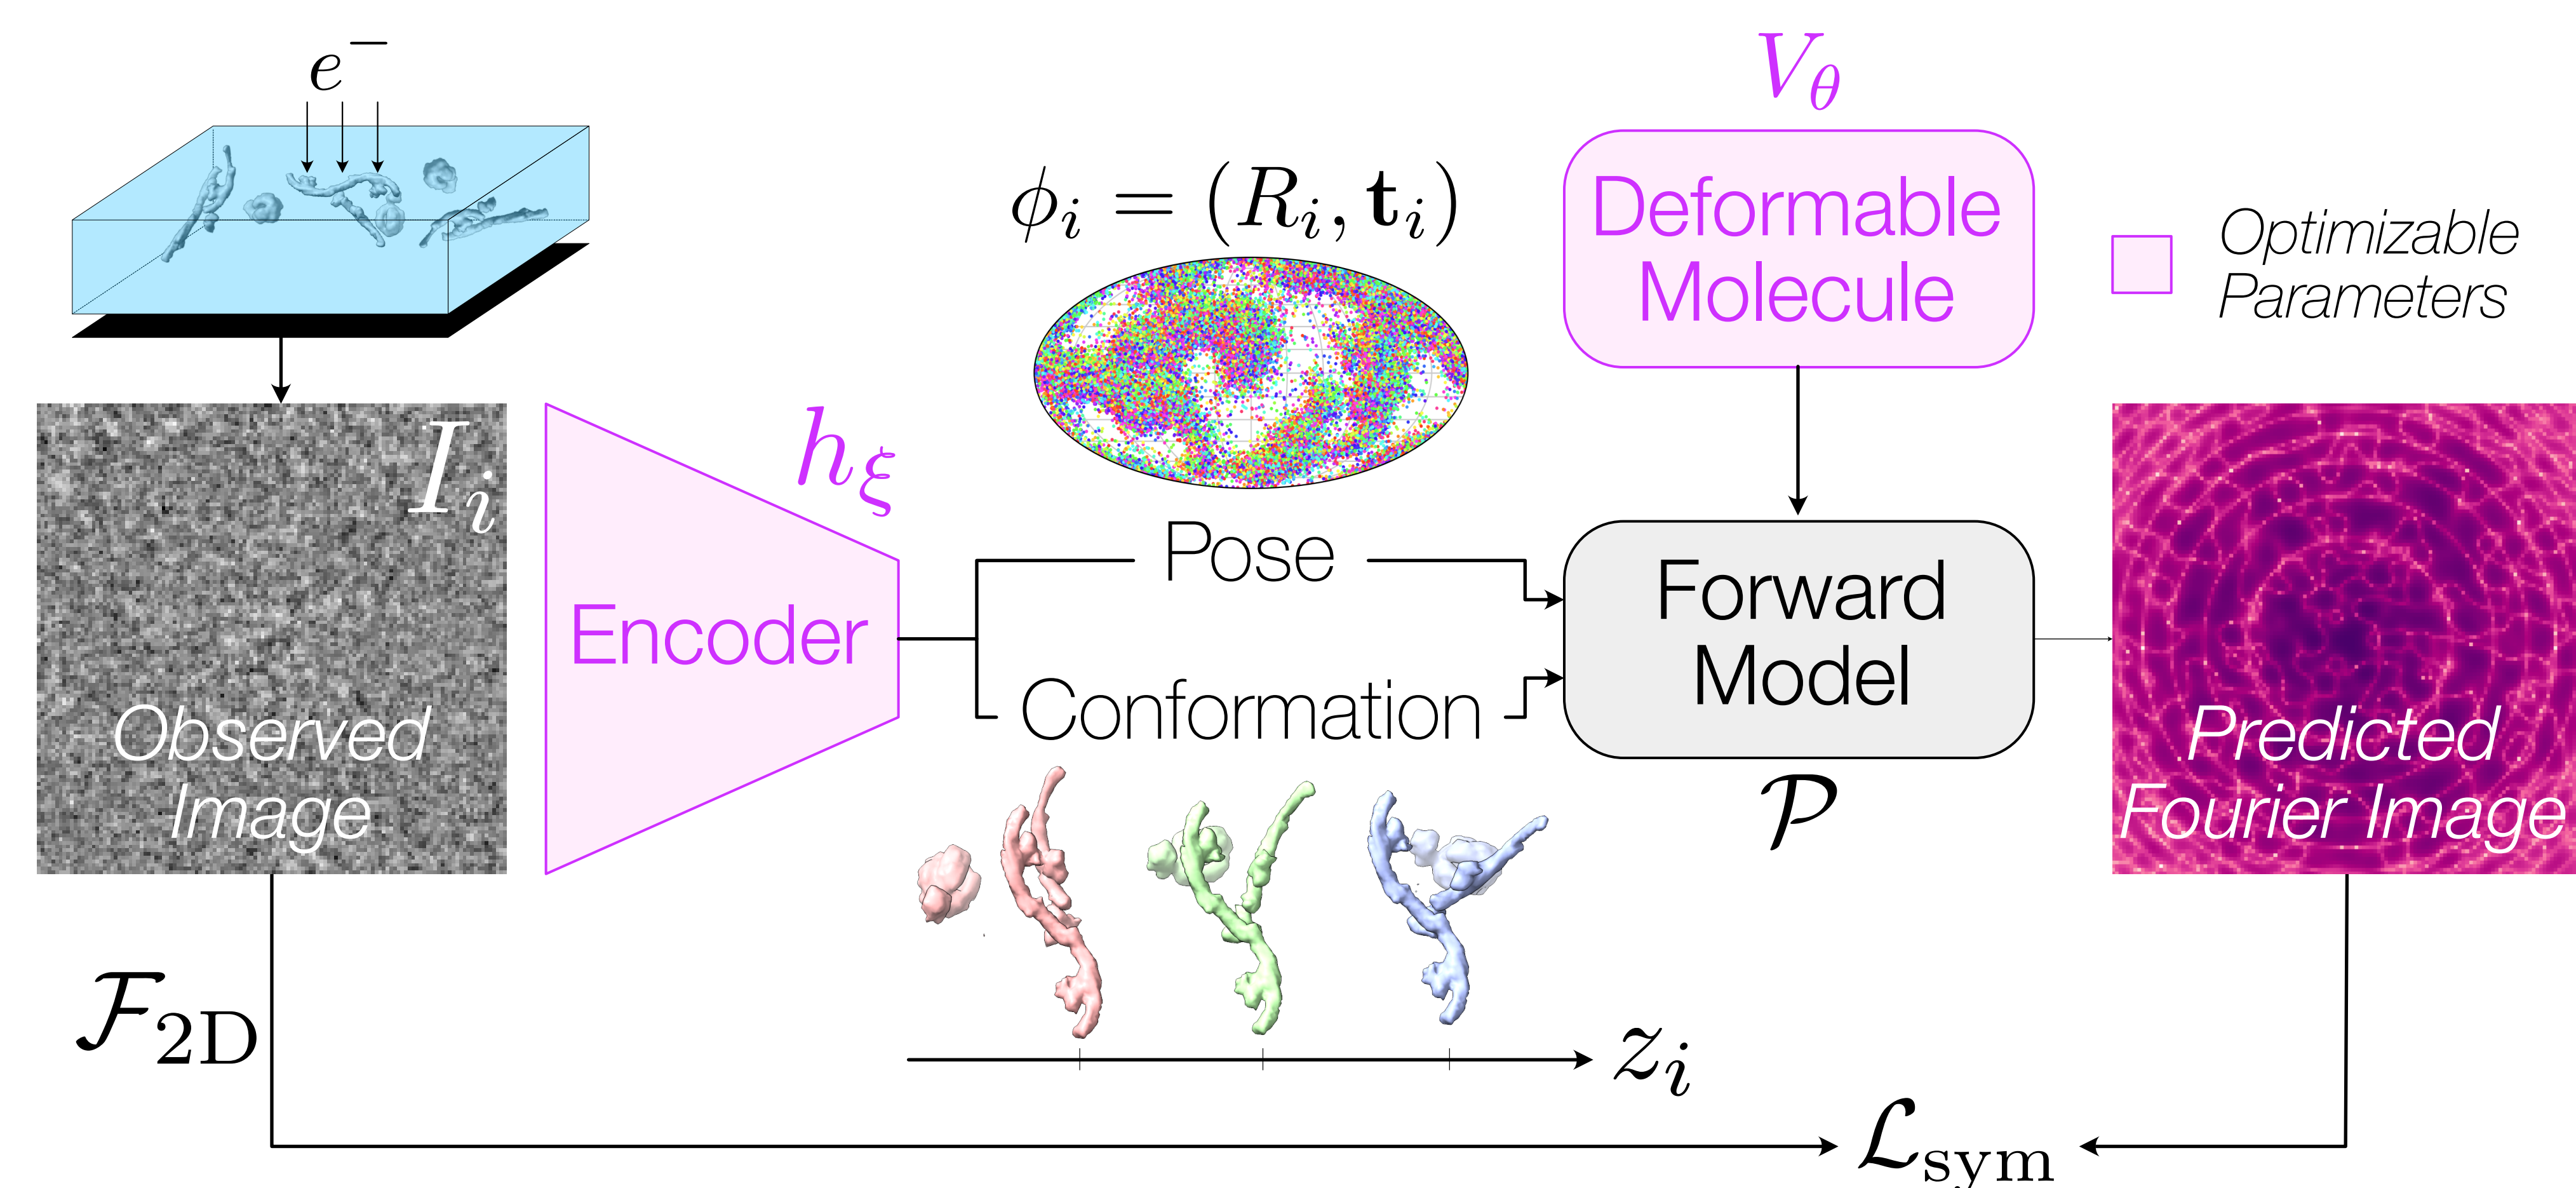 e⁻
V_θ
ϕ_i = (R_i, t_i)
Deformable
Molecule
Optimizable
Parameters
I_i
h_ξ
Observed
Image
Encoder
Pose
Conformation
Forward
Model
𝒫
Predicted
Fourier Image
ℱ_2D
z_i
ℒ_sym